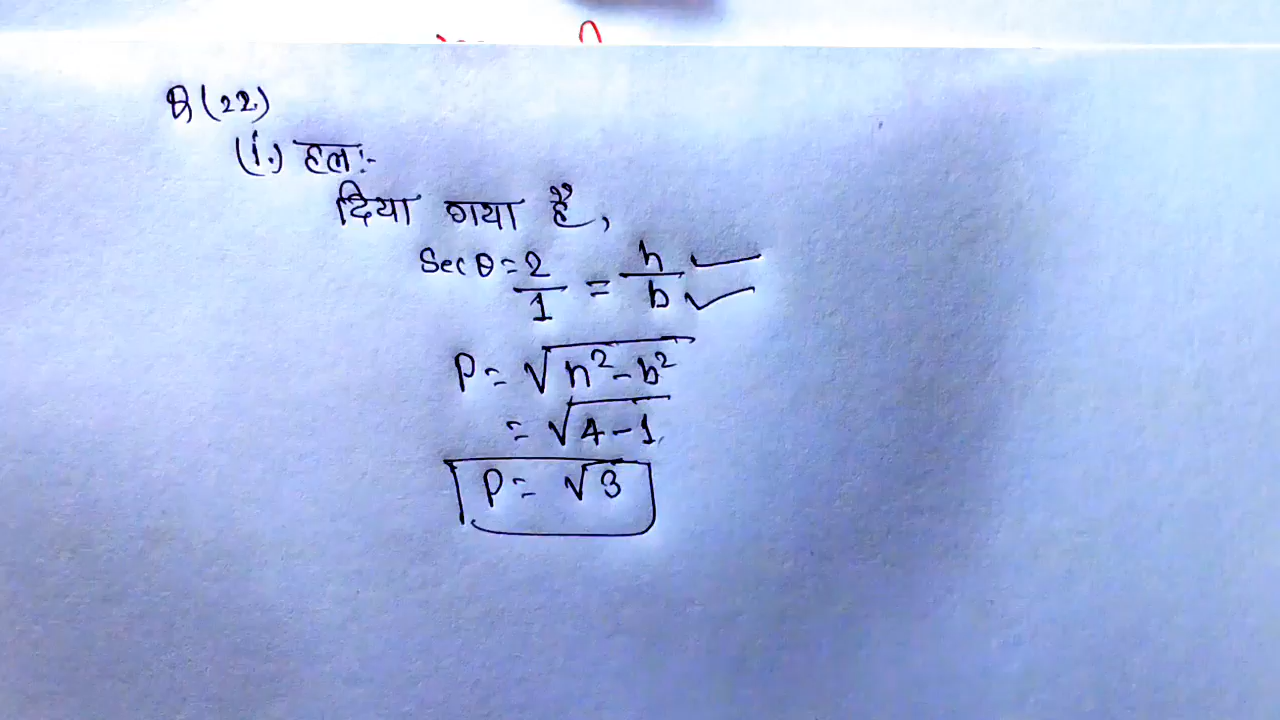 Q (22)
(i.) हल:-
दिया गया है,
Sec θ = 2/1 = h/b
P = √(h² - b²)
= √(4 - 1)
P = √3